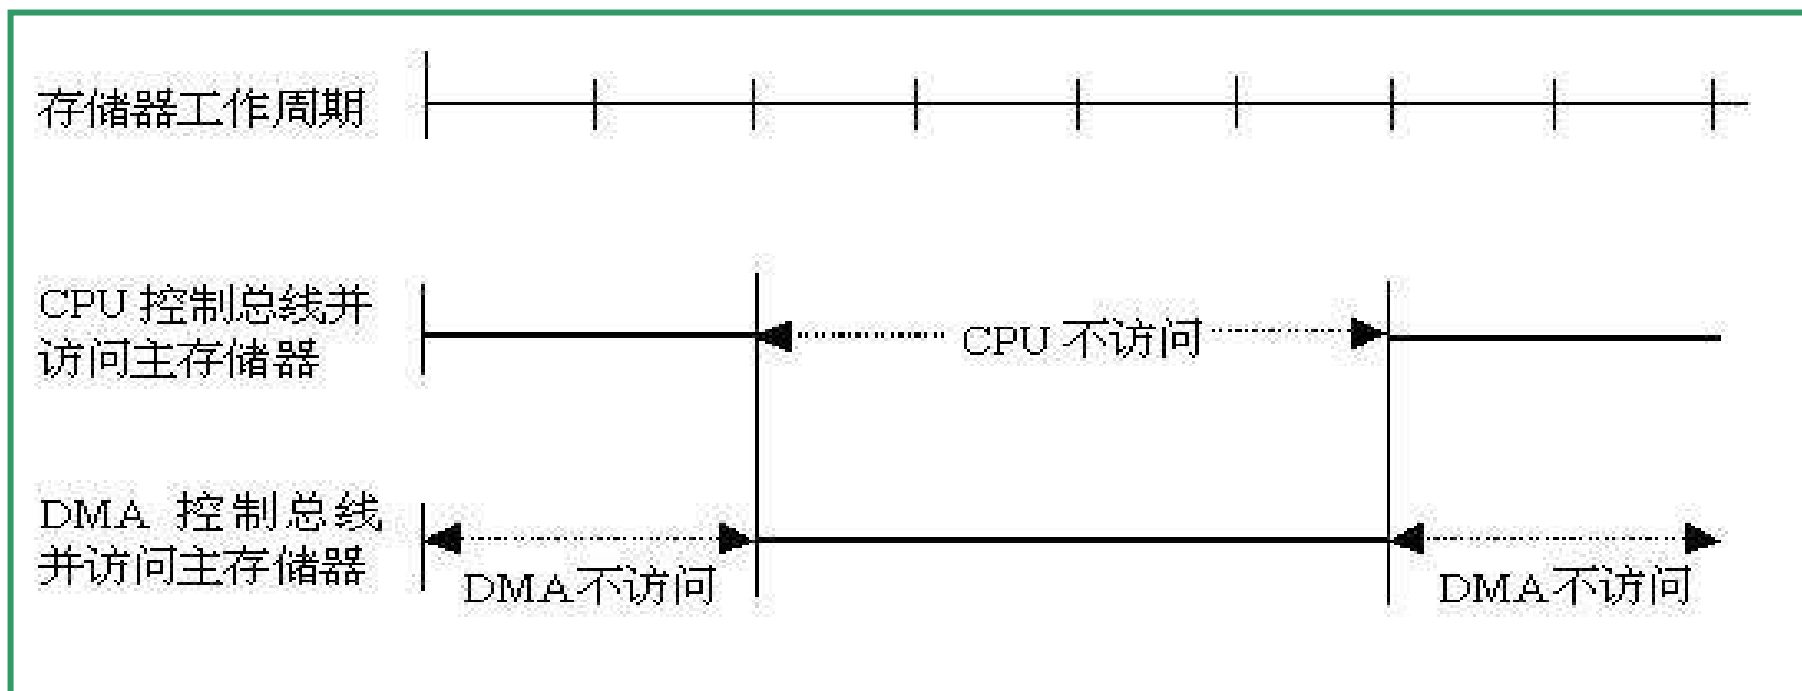 存储器工作周期
CPU 控制总线并
访问主存储器
CPU 不访问
DMA 控制总线
并访问主存储器
DMA不访问
DMA不访问